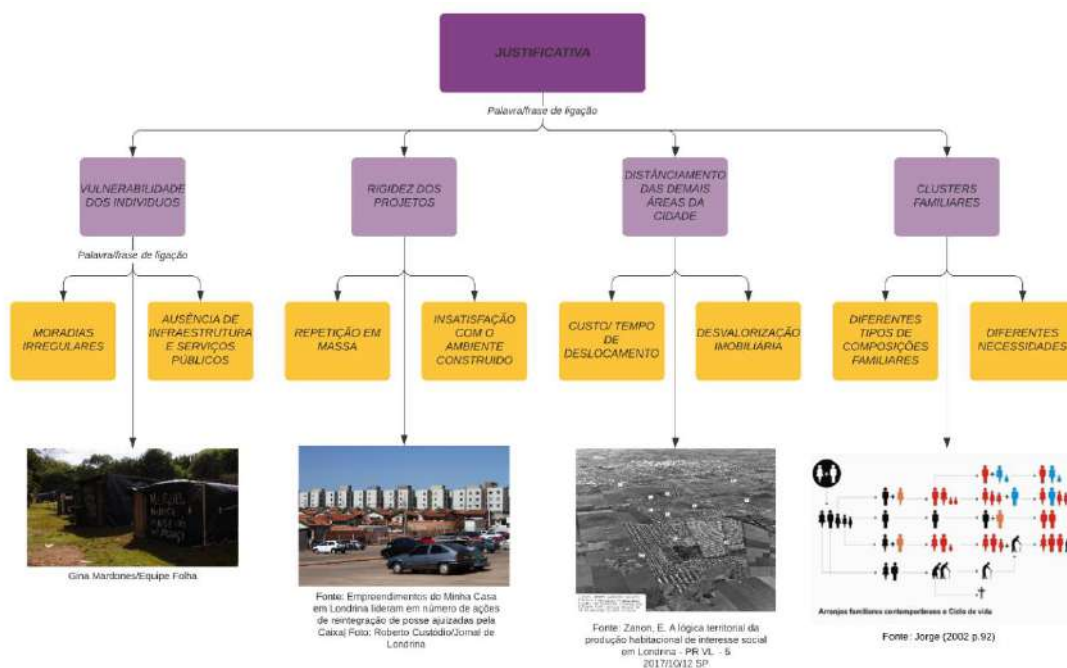 JUSTIFICATIVA
Palavra/frase de ligação
VULNERABILIDADE
DOS INDIVIDUOS
RIGIDEZ DOS
PROJETOS
DISTÂNCIAMENTO
DAS DEMAIS
ÁREAS DA
CIDADE
CLUSTERS
FAMILIARES
Palavra/frase de ligação
MORADIAS
IRREGULARES
AUSÊNCIA DE
INFRAESTRUTURA
E SERVIÇOS
PÚBLICOS
REPETIÇÃO EM
MASSA
INSATISFAÇÃO
COM O
AMBIENTE
CONSTRUIDO
CUSTO/ TEMPO
DE
DESLOCAMENTO
DESVALORIZAÇÃO
IMOBILIÁRIA
DIFERENTES
TIPOS DE
COMPOSIÇÕES
FAMILIARES
DIFERENTES
NECESSIDADES
Gina Mardones/Equipe Folha
Fonte: Empreendimentos do Minha Casa
em Londrina lideram em número de ações
de reintegração de posse ajuizadas pela
Caixa| Foto: Roberto Custódio/Jornal de
Londrina
Fonte: Zanon, E. A lógica territorial da
produção habitacional de interesse social
em Londrina - PR VL - 5
2017/10/12 SP
Arranjos familiares contemporâneos e Ciclo de vida
Fonte: Jorge (2002 p.92)